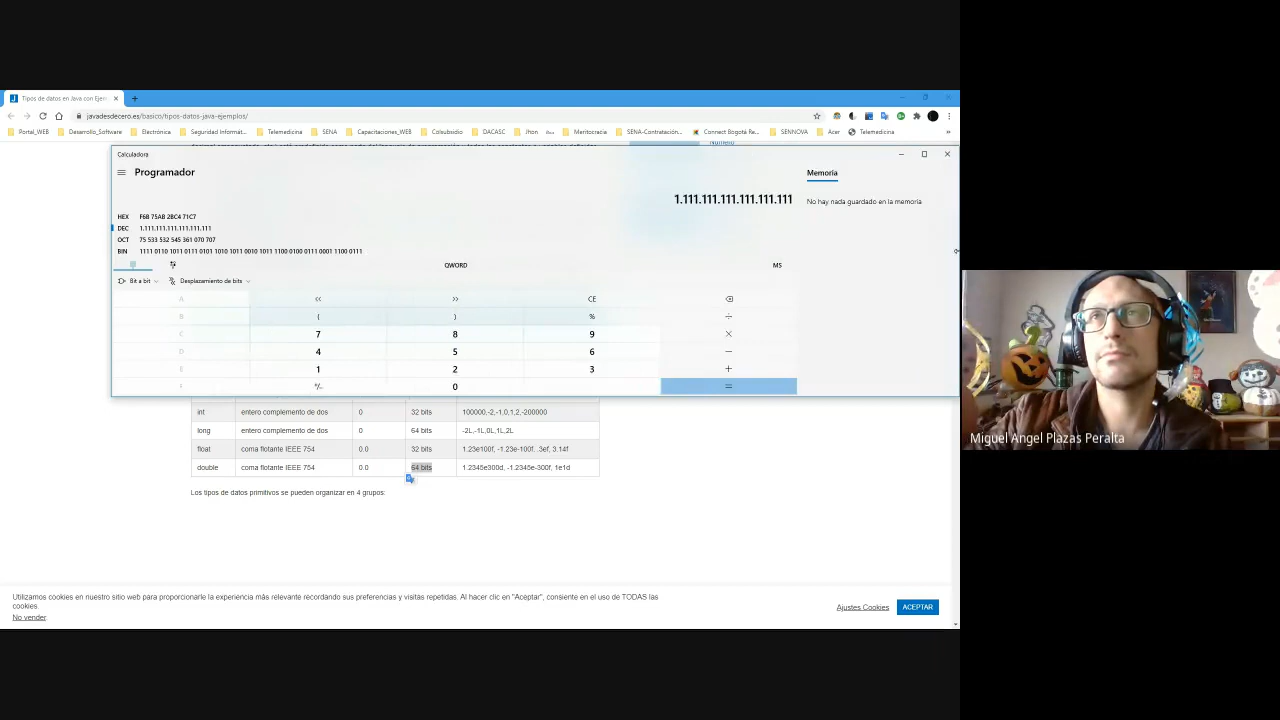 Tipos de datos en Java con Ejem
javadesdecero.es/basico/tipos-datos-java-ejemplos/
Portal_WEB Desarrollo_Software Electrónica Seguridad Informát... Telemedicina SENA Capacitaciones_WEB Colsubsidio DACASC Jhon Meritocracia SENA-Contratación... Connect Bogotá Re... SENNOVA Acer Telemedicina »
Número
Calculadora
Programador
Memoria
1.111.111.111.111.111.111
No hay nada guardado en la memoria
HEX F6B 75AB 2BC4 71C7
DEC 1.111.111.111.111.111.111
OCT 75 533 532 545 361 070 707
BIN 1111 0110 1011 0111 0101 1010 1011 0010 1011 1100 0100 0111 0001 1100 0111
QWORD MS
Bit a bit Desplazamiento de bits
A << >> CE
B ( ) % ÷
C 7 8 9 ×
D 4 5 6 −
E 1 2 3 +
F +/- 0 =
int entero complemento de dos 0 32 bits 100000,-2,-1,0,1,2,-200000
long entero complemento de dos 0 64 bits -2L,-1L,0L,1L,2L
float coma flotante IEEE 754 0.0 32 bits 1.23e100f, -1.23e-100f, .3ef, 3.14f
double coma flotante IEEE 754 0.0 64 bits 1.2345e300d, -1.2345e-300f, 1e1d
Los tipos de datos primitivos se pueden organizar en 4 grupos:
Utilizamos cookies en nuestro sitio web para proporcionarle la experiencia más relevante recordando sus preferencias y visitas repetidas. Al hacer clic en "Aceptar", consiente en el uso de TODAS las
cookies.
No vender
Ajustes Cookies ACEPTAR
Miguel Angel Plazas Peralta